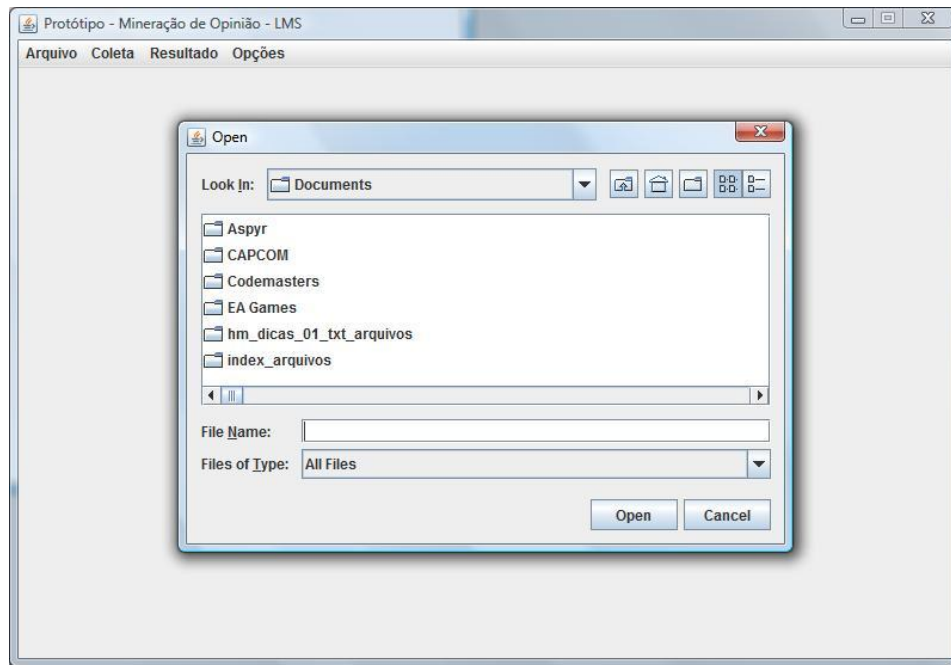 Protótipo - Mineração de Opinião - LMS
Arquivo Coleta Resultado Opções
Open
Look In: Documents
Aspyr
CAPCOM
Codemasters
EA Games
hm_dicas_01_txt_arquivos
index_arquivos
File Name:
Files of Type: All Files
Open Cancel